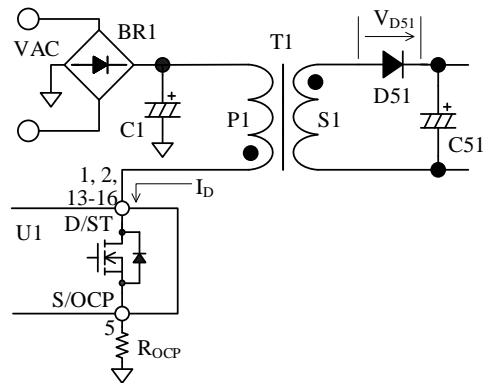 BR1
VAC
C1
+
P1
T1
S1
V_D51
D51
+
C51
1, 2,
13-16
D/ST
I_D
U1
S/OCP
5
R_OCP